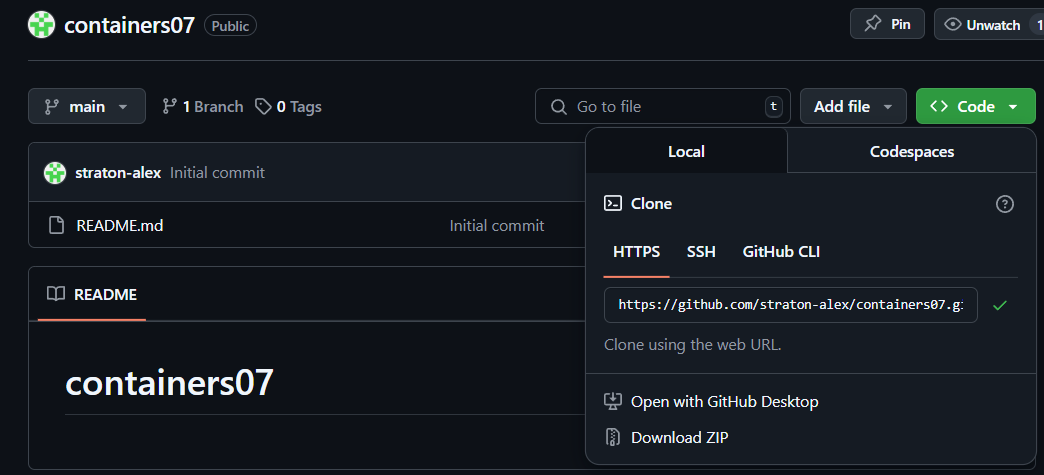 containers07 Public Pin Unwatch 1
main 1 Branch 0 Tags Go to file t Add file Code
straton-alex Initial commit
README.md Initial commit
README
containers07
Local Codespaces
Clone
HTTPS SSH GitHub CLI
https://github.com/straton-alex/containers07.g
Clone using the web URL.
Open with GitHub Desktop
Download ZIP